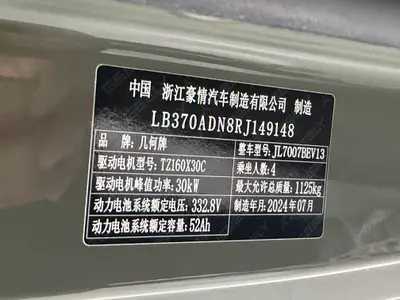 中国 浙江豪情汽车制造有限公司 制造
LB370ADN8RJ149148
品牌:几何牌 整车型号:JL7007BEV13
驱动电机型号:TZ160X30C 乘坐人数:4
驱动电机峰值功率:30kW 最大允许总质量:1125kg
动力电池系统额定电压:332.8V 制造年月:2024年07月
动力电池系统额定容量:52Ah